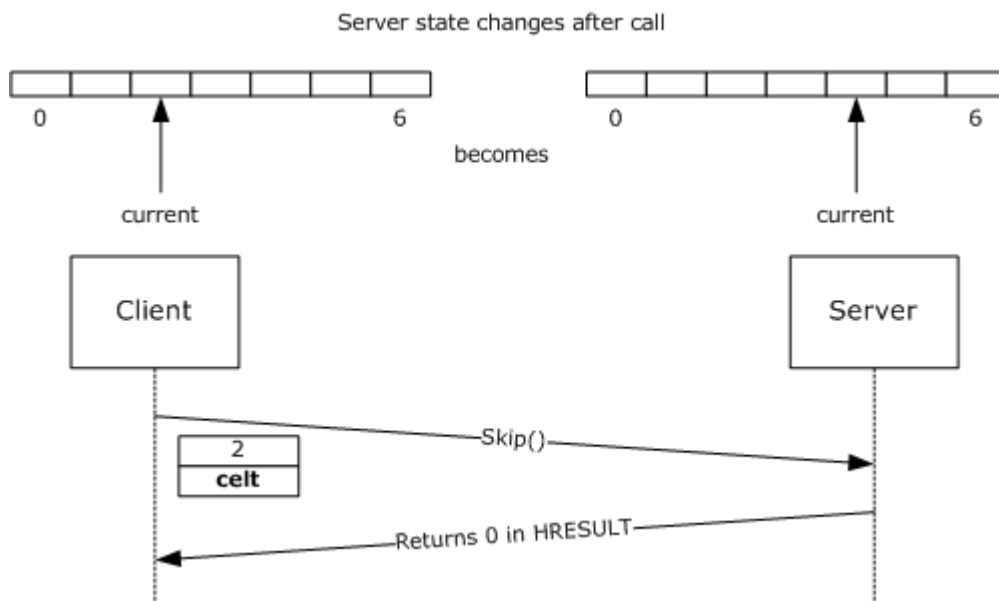 Server state changes after call
0 6 0 6
becomes
current current
Client Server
Skip()
2
celt
Returns 0 in HRESULT